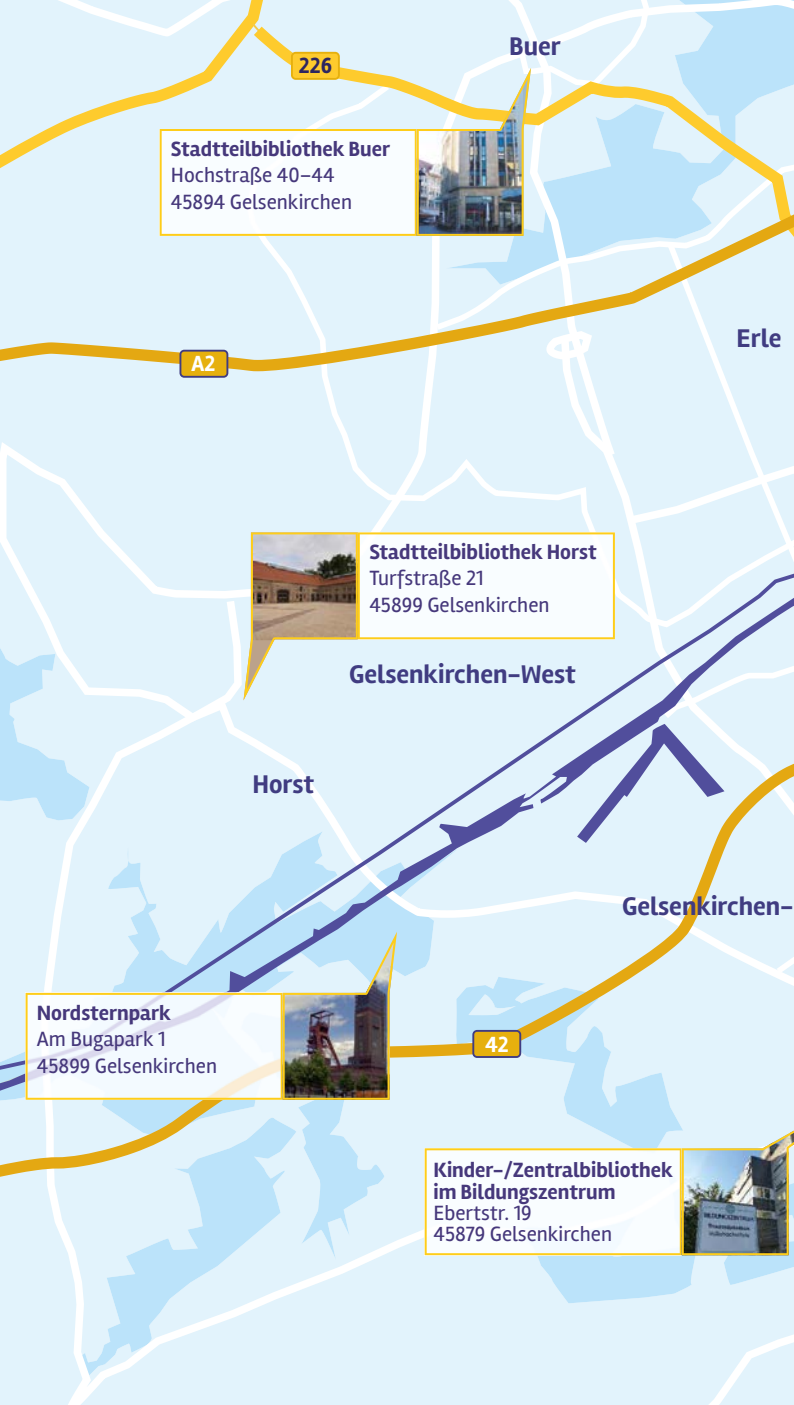 Buer
226
Stadtteilbibliothek Buer
Hochstraße 40–44
45894 Gelsenkirchen
Erle
A2
Stadtteilbibliothek Horst
Turfstraße 21
45899 Gelsenkirchen
Gelsenkirchen-West
Horst
Gelsenkirchen-
Nordsternpark
Am Bugapark 1
45899 Gelsenkirchen
42
Kinder-/Zentralbibliothek
im Bildungszentrum
Ebertstr. 19
45879 Gelsenkirchen
BILDUNGSZENTRUM